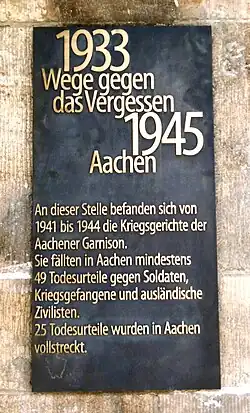 1933
Wege gegen
das Vergessen
1945
Aachen
An dieser Stelle befanden sich von
1941 bis 1944 die Kriegsgerichte der
Aachener Garnison.
Sie fällten in Aachen mindestens
49 Todesurteile gegen Soldaten,
Kriegsgefangene und ausländische
Zivilisten.
25 Todesurteile wurden in Aachen
vollstreckt.